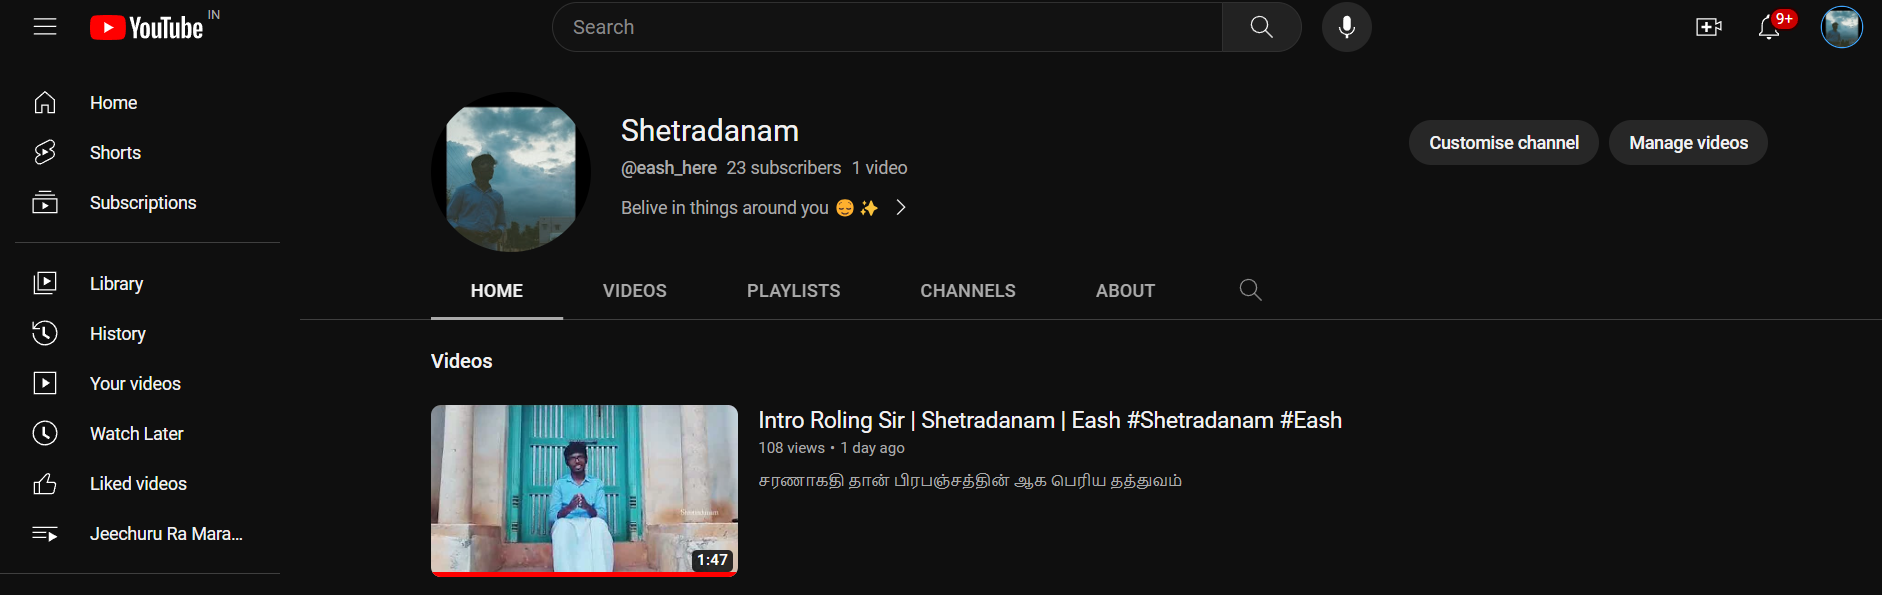 YouTube IN
Search
9+
Home
Shorts
Subscriptions
Library
History
Your videos
Watch Later
Liked videos
Jeechuru Ra Mara...
Shetradanam
@eash_here 23 subscribers 1 video
Belive in things around you 😌✨
Customise channel
Manage videos
HOME VIDEOS PLAYLISTS CHANNELS ABOUT
Videos
Shetradanam
1:47
Intro Roling Sir | Shetradanam | Eash #Shetradanam #Eash
108 views • 1 day ago
சரணாகதி தான் பிரபஞ்சத்தின் ஆக பெரிய தத்துவம்